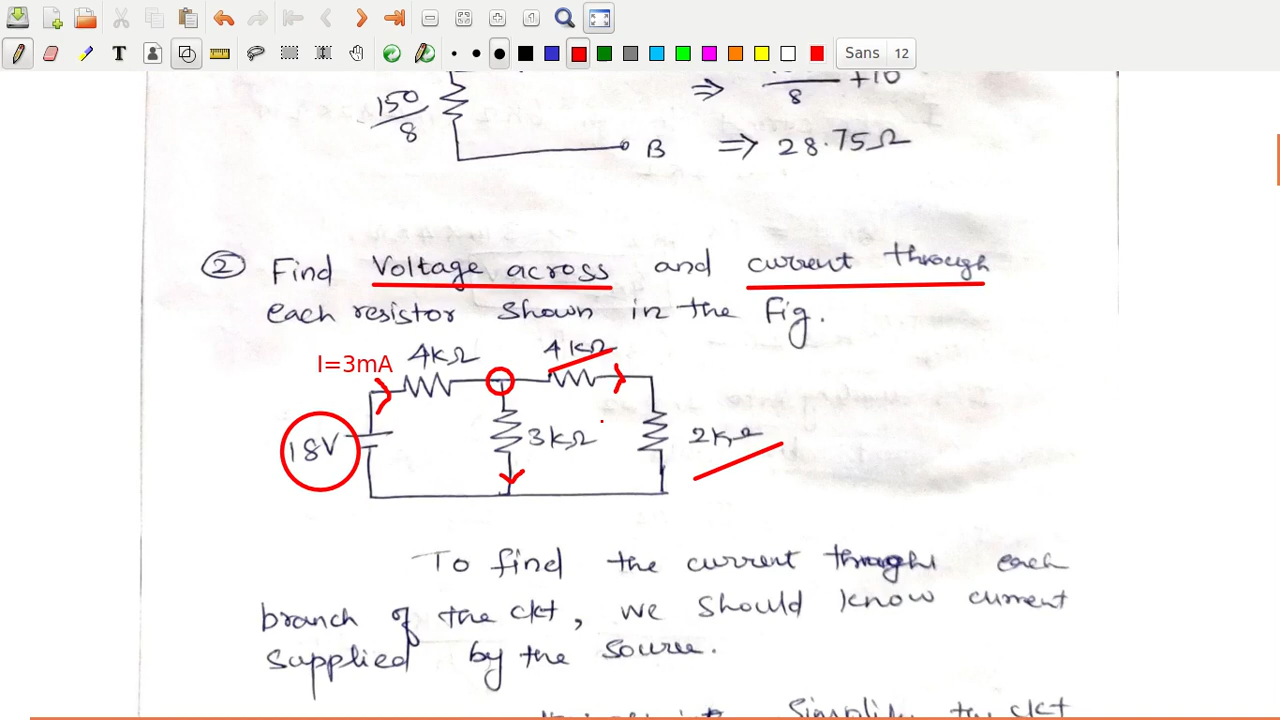 Sans 12
150
8
B
⇒ +10
8
⇒ 28.75Ω
② Find Voltage across and current through
each resistor shown in the Fig.
I=3mA
4kΩ
4kΩ
18V
3kΩ
2kΩ
To find the current throught each
branch of the ckt, we should know current
supplied by the source.
simplify the ckt